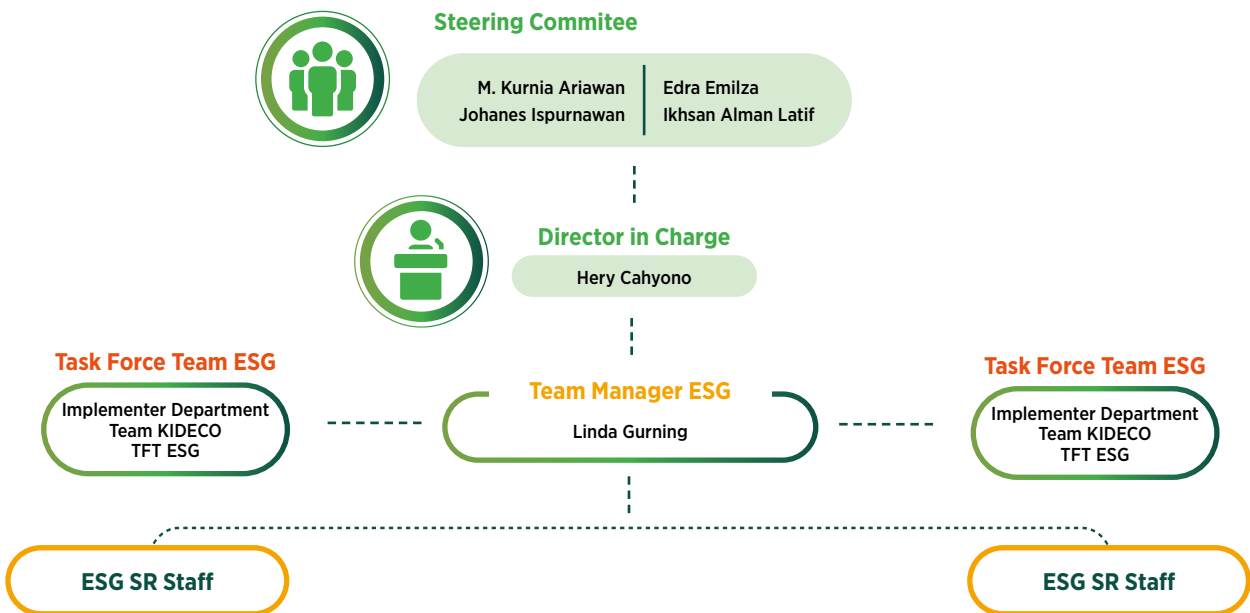 Steering Commitee
M. Kurnia Ariawan
Johanes Ispurnawan
Edra Emilza
Ikhsan Alman Latif
Director in Charge
Hery Cahyono
Task Force Team ESG
Implementer Department
Team KIDECO
TFT ESG
Team Manager ESG
Linda Gurning
Task Force Team ESG
Implementer Department
Team KIDECO
TFT ESG
ESG SR Staff
ESG SR Staff